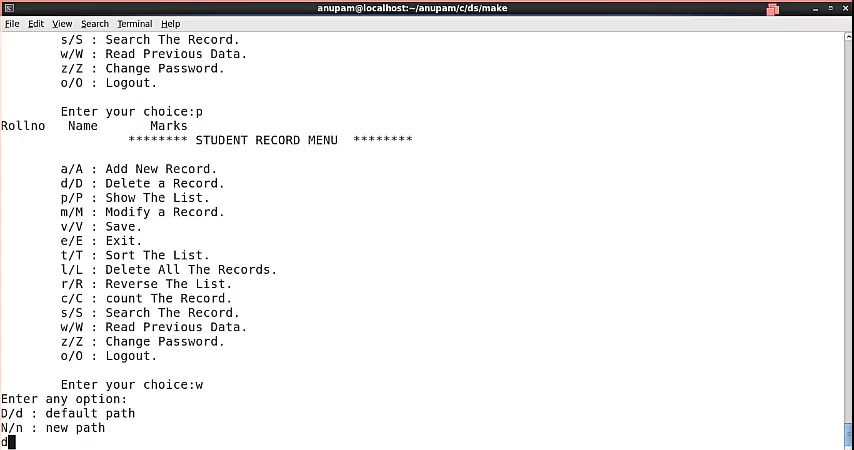 anupam@localhost:~/anupam/c/ds/make
File Edit View Search Terminal Help
s/S : Search The Record.
w/W : Read Previous Data.
z/Z : Change Password.
o/O : Logout.
Enter your choice:p
Rollno Name Marks
******** STUDENT RECORD MENU ********
a/A : Add New Record.
d/D : Delete a Record.
p/P : Show The List.
m/M : Modify a Record.
v/V : Save.
e/E : Exit.
t/T : Sort The List.
l/L : Delete All The Records.
r/R : Reverse The List.
c/C : count The Record.
s/S : Search The Record.
w/W : Read Previous Data.
z/Z : Change Password.
o/O : Logout.
Enter your choice:w
Enter any option:
D/d : default path
N/n : new path
d